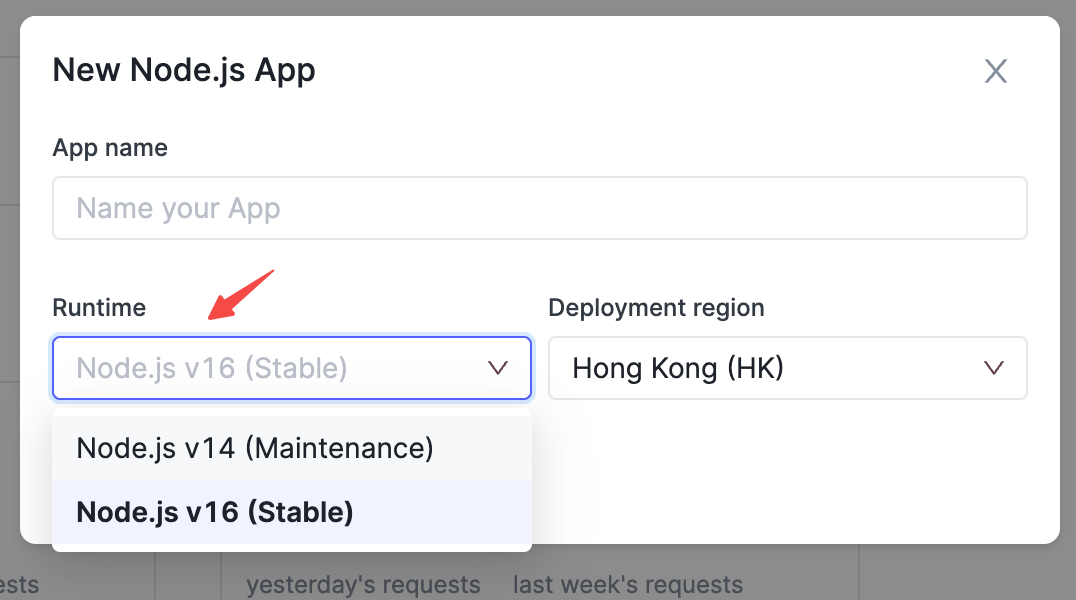 New Node.js App
App name
Name your App
Runtime
Deployment region
Node.js v16 (Stable)
Hong Kong (HK)
Node.js v14 (Maintenance)
Node.js v16 (Stable)
yesterday's requests
last week's requests